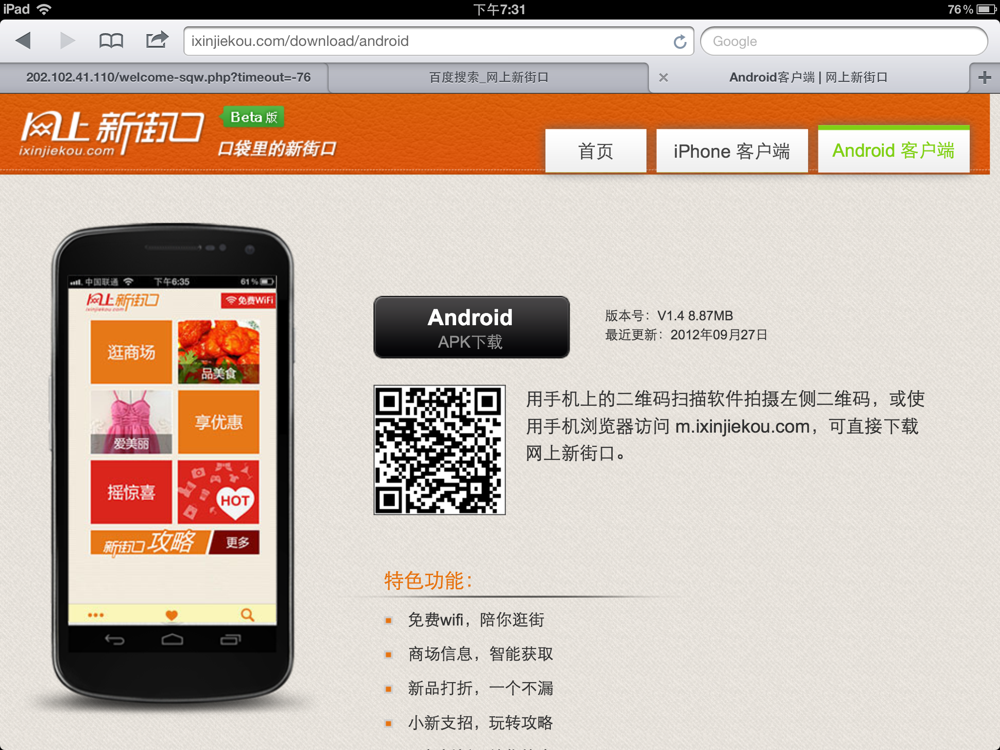 iPad 下午7:31 76%
ixinjiekou.com/download/android Google
202.102.41.110/welcome-sqw.php?timeout=-76 百度搜索_网上新街口 Android客户端 | 网上新街口
网上新街口 Beta版
ixinjiekou.com 口袋里的新街口
首页 iPhone 客户端 Android 客户端
中国联通 下午6:35 61%
网上新街口 免费WiFi
ixinjiekou.com
逛商场 品美食
爱美丽 享优惠
摇惊喜 HOT
新街口攻略 更多
Android
APK下载
版本号：V1.4 8.87MB
最近更新：2012年09月27日
用手机上的二维码扫描软件拍摄左侧二维码，或使
用手机浏览器访问 m.ixinjiekou.com，可直接下载
网上新街口。
特色功能：
免费wifi，陪你逛街
商场信息，智能获取
新品打折，一个不漏
小新支招，玩转攻略